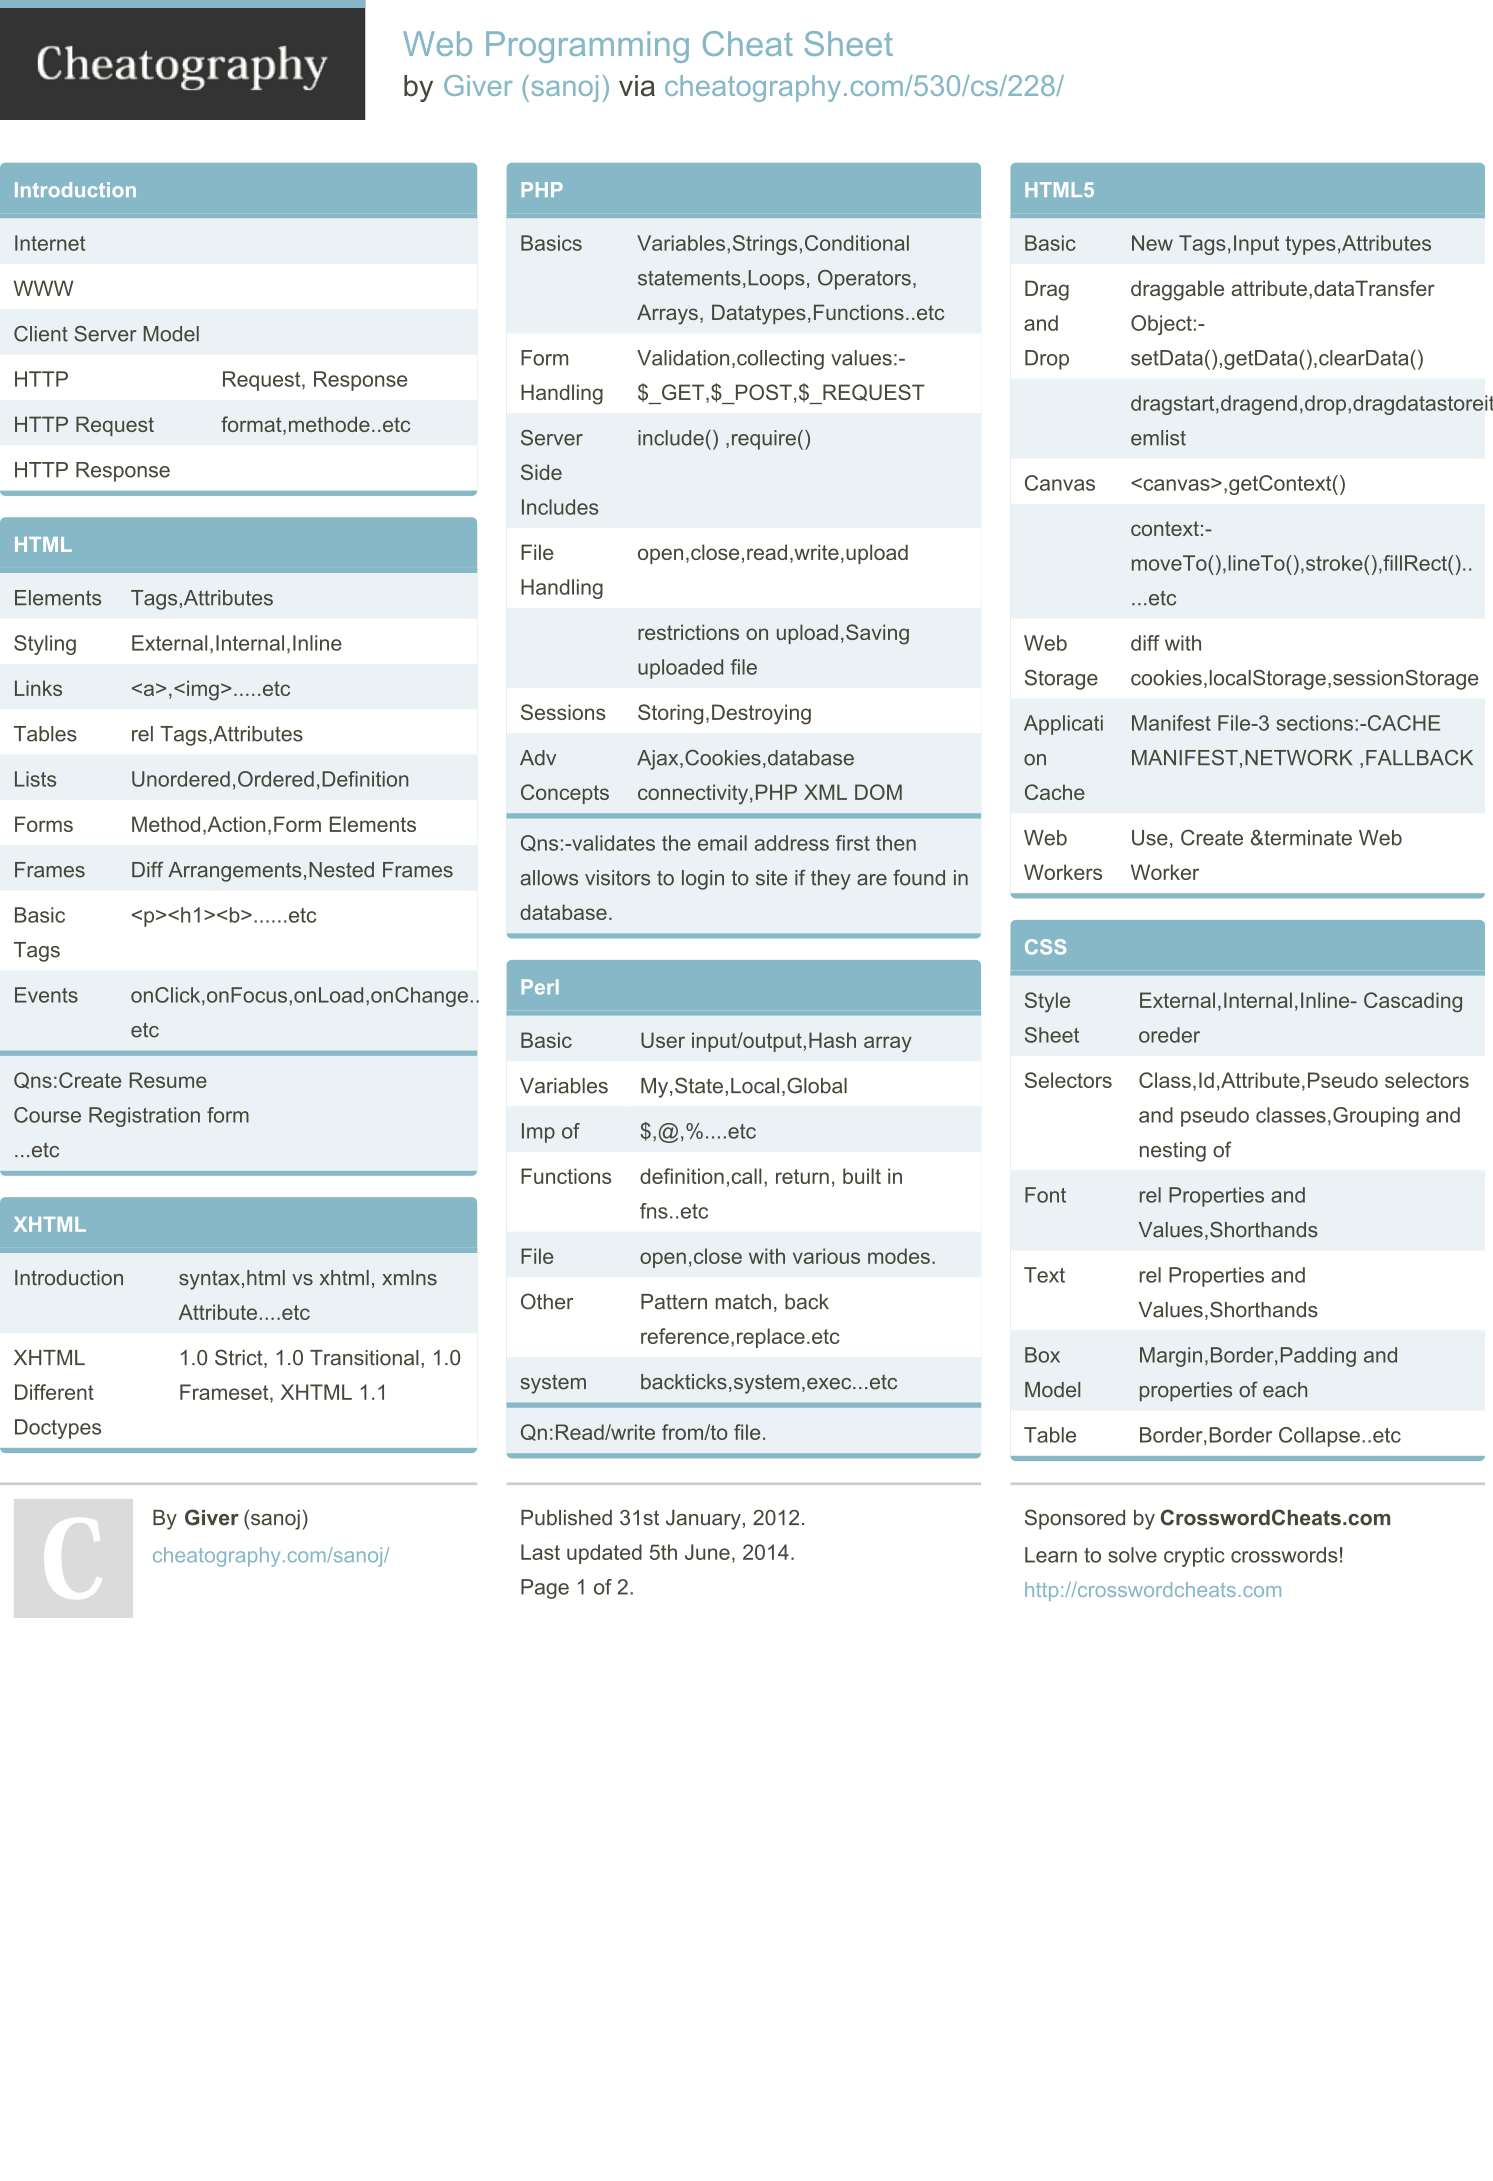 Cheatography
Web Programming Cheat Sheet
by Giver (sanoj) via cheatography.com/530/cs/228/
Introduction
Internet
WWW
Client Server Model
HTTP Request, Response
HTTP Request format,methode..etc
HTTP Response
HTML
Elements Tags,Attributes
Styling External,Internal,Inline
Links <a>,<img>.....etc
Tables rel Tags,Attributes
Lists Unordered,Ordered,Definition
Forms Method,Action,Form Elements
Frames Diff Arrangements,Nested Frames
Basic <p><h1><b>......etc
Tags
Events onClick,onFocus,onLoad,onChange..
etc
Qns:Create Resume
Course Registration form
...etc
XHTML
Introduction syntax,html vs xhtml, xmlns
Attribute....etc
XHTML 1.0 Strict, 1.0 Transitional, 1.0
Different Frameset, XHTML 1.1
Doctypes
PHP
Basics Variables,Strings,Conditional
statements,Loops, Operators,
Arrays, Datatypes,Functions..etc
Form Validation,collecting values:-
Handling $_GET,$_POST,$_REQUEST
Server include() ,require()
Side
Includes
File open,close,read,write,upload
Handling
restrictions on upload,Saving
uploaded file
Sessions Storing,Destroying
Adv Ajax,Cookies,database
Concepts connectivity,PHP XML DOM
Qns:-validates the email address first then
allows visitors to login to site if they are found in
database.
Perl
Basic User input/output,Hash array
Variables My,State,Local,Global
Imp of $,@,%....etc
Functions definition,call, return, built in
fns..etc
File open,close with various modes.
Other Pattern match, back
reference,replace.etc
system backticks,system,exec...etc
Qn:Read/write from/to file.
HTML5
Basic New Tags,Input types,Attributes
Drag draggable attribute,dataTransfer
and Object:-
Drop setData(),getData(),clearData()
dragstart,dragend,drop,dragdatastoreit
emlist
Canvas <canvas>,getContext()
context:-
moveTo(),lineTo(),stroke(),fillRect()..
...etc
Web diff with
Storage cookies,localStorage,sessionStorage
Applicati Manifest File-3 sections:-CACHE
on MANIFEST,NETWORK ,FALLBACK
Cache
Web Use, Create &terminate Web
Workers Worker
CSS
Style External,Internal,Inline- Cascading
Sheet oreder
Selectors Class,Id,Attribute,Pseudo selectors
and pseudo classes,Grouping and
nesting of
Font rel Properties and
Values,Shorthands
Text rel Properties and
Values,Shorthands
Box Margin,Border,Padding and
Model properties of each
Table Border,Border Collapse..etc
C
By Giver (sanoj)
cheatography.com/sanoj/
Published 31st January, 2012.
Last updated 5th June, 2014.
Page 1 of 2.
Sponsored by CrosswordCheats.com
Learn to solve cryptic crosswords!
http://crosswordcheats.com